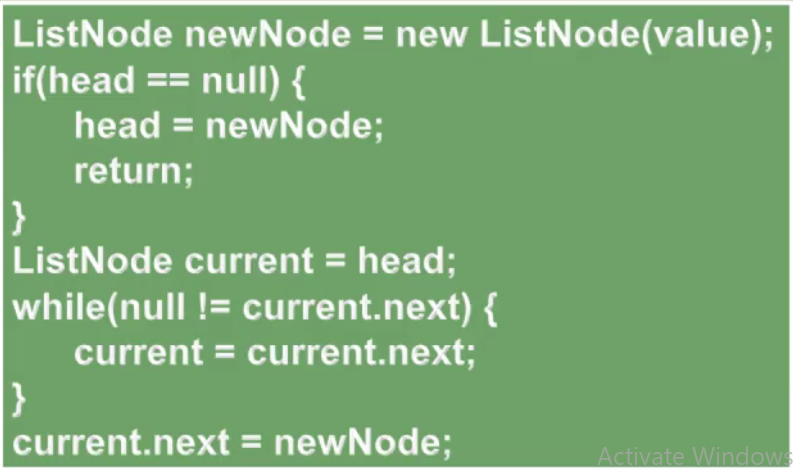 ListNode newNode = new ListNode(value);
if(head == null) {
head = newNode;
return;
}
ListNode current = head;
while(null != current.next) {
current = current.next;
}
current.next = newNode;
Activate Windows